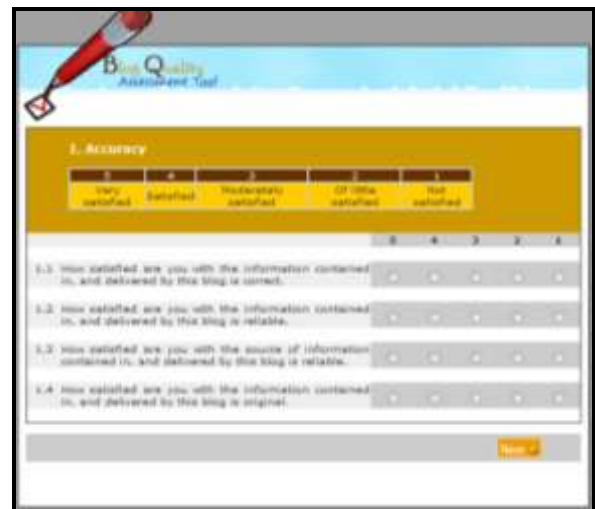 Blog Quality
Assessment Tool
1. Accuracy
5 4 3 2 1
Very satisfied Satisfied Moderately satisfied Of little satisfied Not satisfied
5 4 3 2 1
1.1 How satisfied are you with the information contained
in, and delivered by this blog is correct.
1.2 How satisfied are you with the information contained
in, and delivered by this blog is reliable.
1.3 How satisfied are you with the source of information
contained in, and delivered by this blog is reliable.
1.4 How satisfied are you with the information contained
in, and delivered by this blog is original.
Next